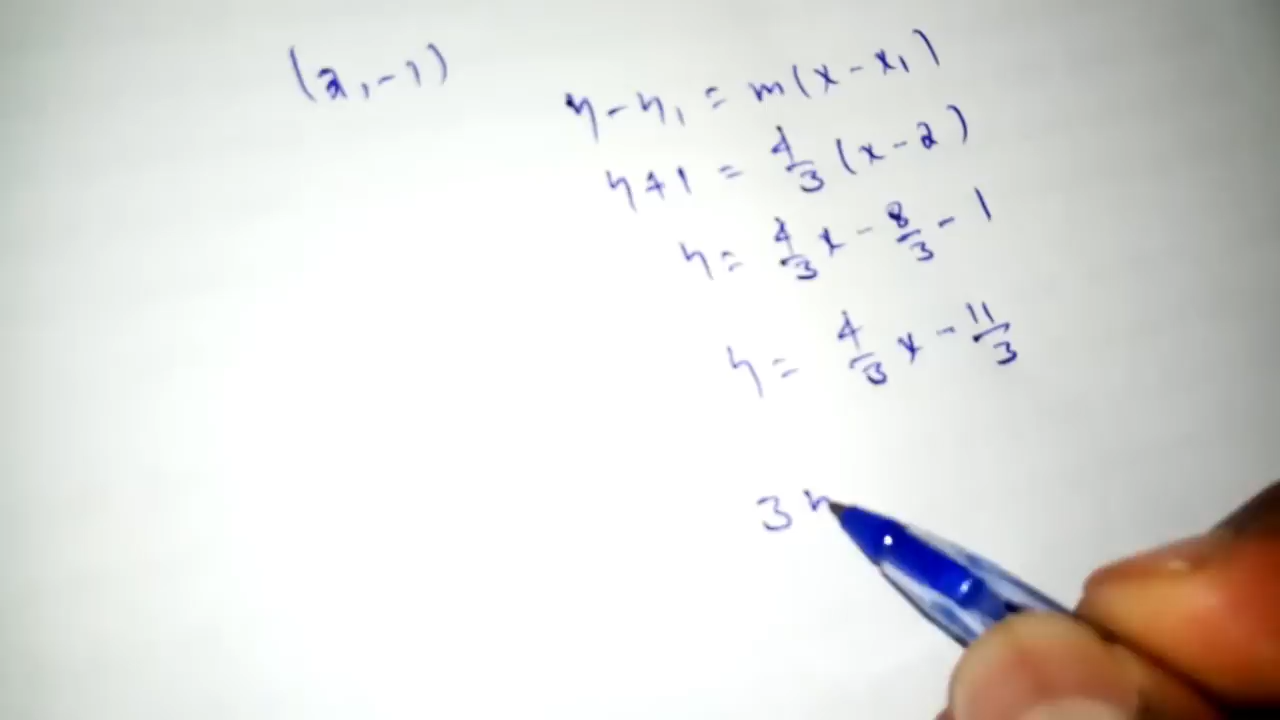 (2, -1)
y - y₁ = m(x - x₁)
y + 1 = 4/3 (x - 2)
y = 4/3 x - 8/3 - 1
y = 4/3 x - 11/3
3y